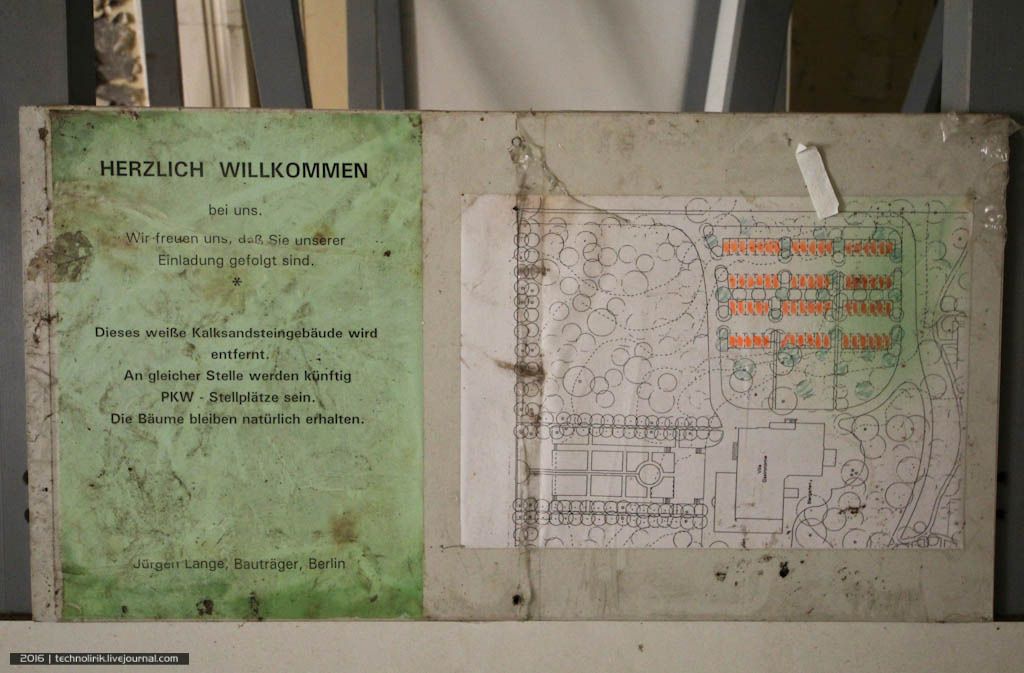 HERZLICH WILLKOMMEN
bei uns.
Wir freuen uns, daß Sie unserer
Einladung gefolgt sind.
*
Dieses weiße Kalksandsteingebäude wird
entfernt.
An gleicher Stelle werden künftig
PKW - Stellplätze sein.
Die Bäume bleiben natürlich erhalten.
Jürgen Lange, Bauträger, Berlin
Villa
2016 | technolirik.livejournal.com